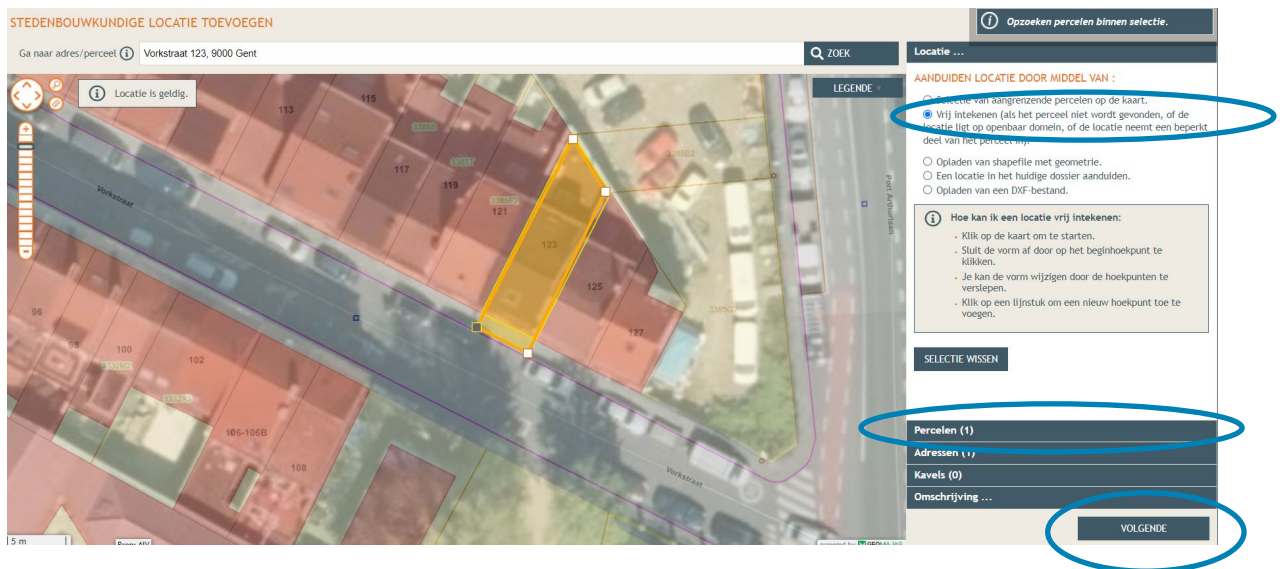 STEDENBOUWKUNDIGE LOCATIE TOEVOEGEN
Opzoeken percelen binnen selectie.
Ga naar adres/perceel
Vorkstraat 123, 9000 Gent
ZOEK
Locatie ...
Locatie is geldig.
LEGENDE
AANDUIDEN LOCATIE DOOR MIDDEL VAN :
Selectie van aangrenzende percelen op de kaart.
Vrij intekenen (als het perceel niet wordt gevonden, of de
locatie ligt op openbaar domein, of de locatie neemt een beperkt
deel van het perceel in).
Opladen van shapefile met geometrie.
Een locatie in het huidige dossier aanduiden.
Opladen van een DXF-bestand.
Hoe kan ik een locatie vrij intekenen:
Klik op de kaart om te starten.
Sluit de vorm af door op het beginhoekpunt te
klikken.
Je kan de vorm wijzigen door de hoekpunten te
verslepen.
Klik op een lijnstuk om een nieuw hoekpunt toe te
voegen.
SELECTIE WISSEN
Percelen (1)
Adressen (1)
Kavels (0)
Omschrijving ...
VOLGENDE
113
115
117
119
121
123
125
127
96
98
100
102
106-106B
108
Vorkstraat
Vorkstraat
Port Arthurlaan
5 m